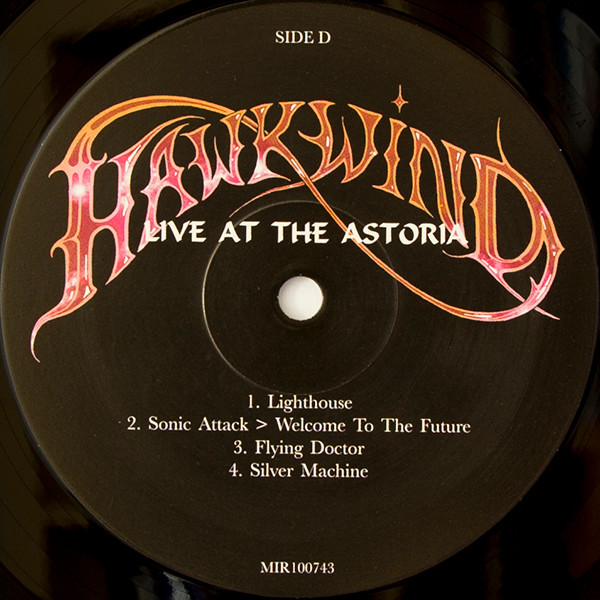 SIDE D
HAWKWIND
LIVE AT THE ASTORIA
1. Lighthouse
2. Sonic Attack > Welcome To The Future
3. Flying Doctor
4. Silver Machine
MIR100743